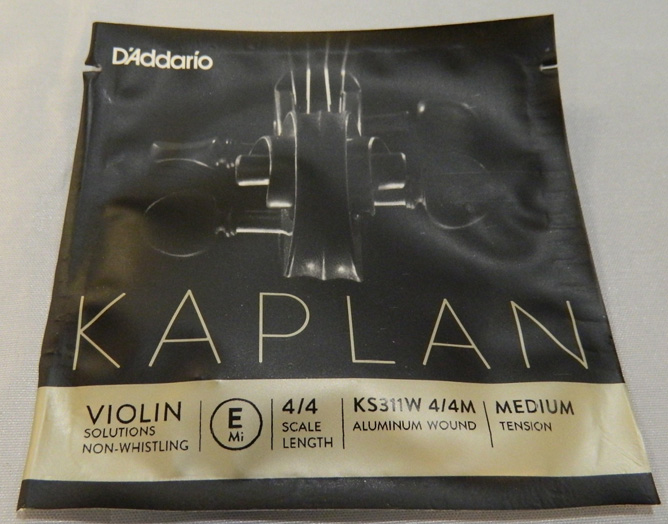 D'Addario
KAPLAN
VIOLIN
SOLUTIONS
NON-WHISTLING
E
Mi
4/4
SCALE
LENGTH
KS311W 4/4M
ALUMINUM WOUND
MEDIUM
TENSION